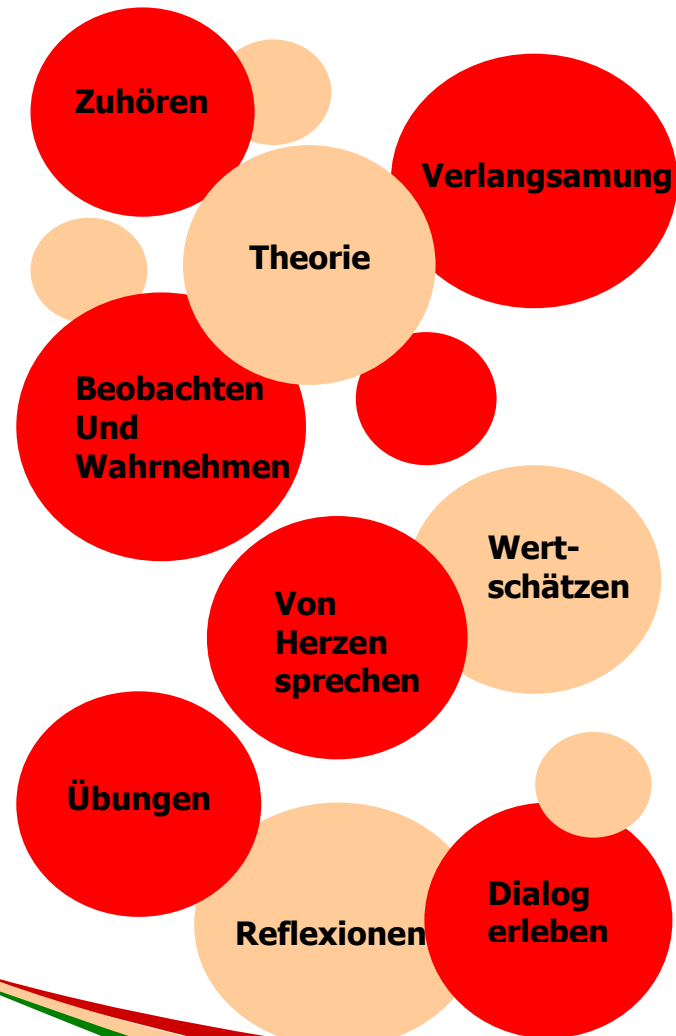 Zuhören
Verlangsamung
Theorie
Beobachten
Und
Wahrnehmen
Wert-
schätzen
Von
Herzen
sprechen
Übungen
Dialog
erleben
Reflexionen